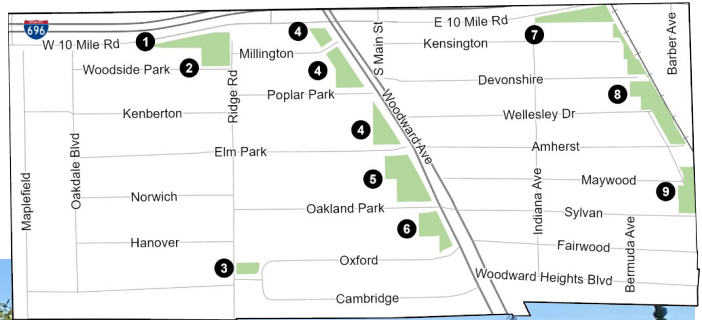 696
W 10 Mile Rd
E 10 Mile Rd
S Main St
Barber Ave
1
2
4
7
Millington
Kensington
Woodside Park
Ridge Rd
4
Devonshire
Poplar Park
8
Kenberton
Woodward Ave
Wellesley Dr
4
Elm Park
Amherst
Oakdale Blvd
Maplefield
5
Maywood
9
Norwich
Oakland Park
Indiana Ave
Sylvan
6
Hanover
Fairwood
Bermuda Ave
3
Oxford
Woodward Heights Blvd
Cambridge